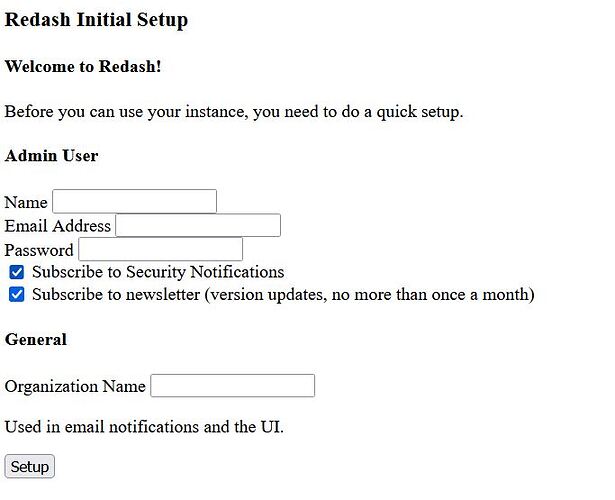 Redash Initial Setup
Welcome to Redash!
Before you can use your instance, you need to do a quick setup.
Admin User
Name
Email Address
Password
Subscribe to Security Notifications
Subscribe to newsletter (version updates, no more than once a month)
General
Organization Name
Used in email notifications and the UI.
Setup